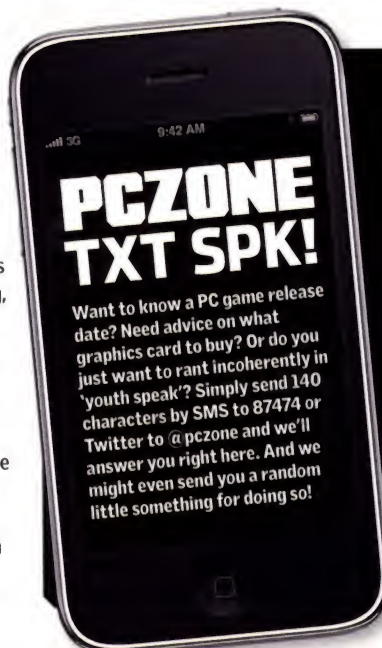 3G 9:42 AM
PCZONE
TXT SPK!
Want to know a PC game release
date? Need advice on what
graphics card to buy? Or do you
just want to rant incoherently in
'youth speak'? Simply send 140
characters by SMS to 87474 or
Twitter to @pczone and we'll
answer you right here. And we
might even send you a random
little something for doing so!